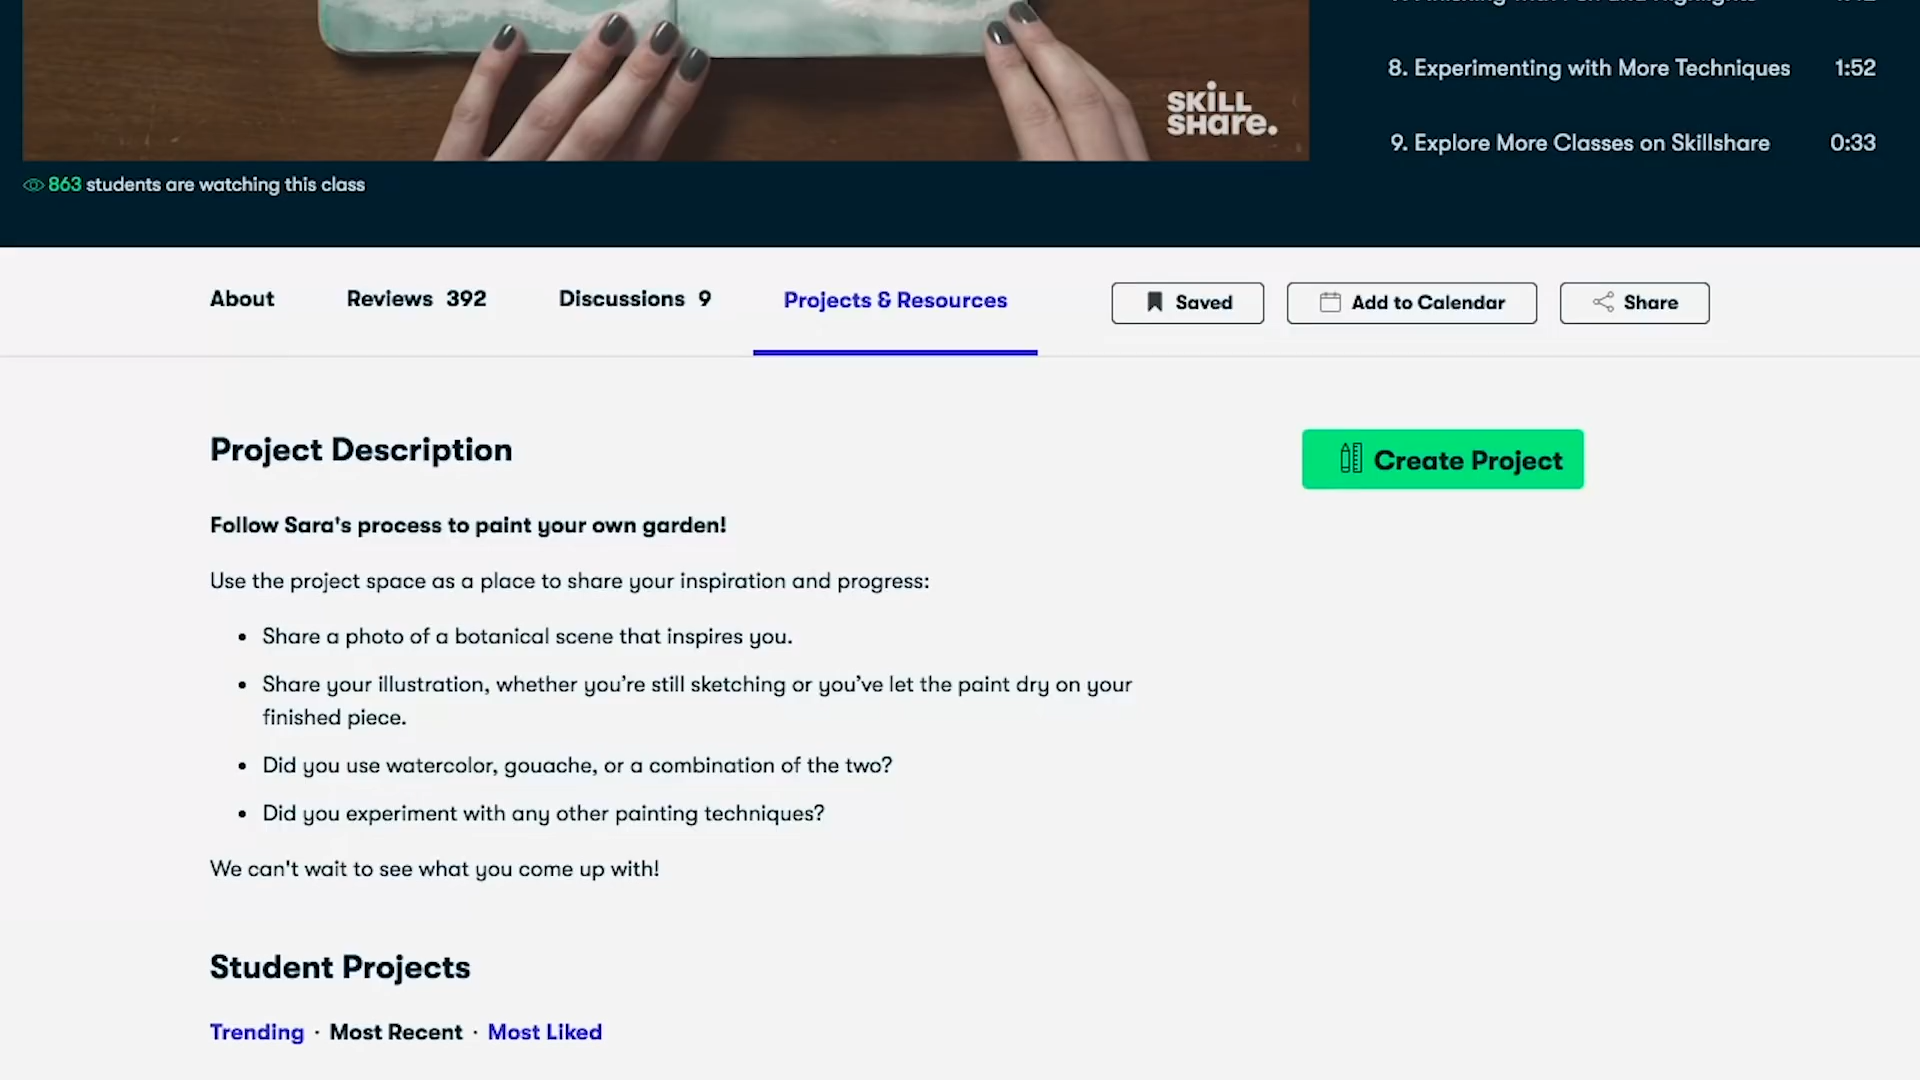 SKILL
SHare.
8. Experimenting with More Techniques 1:52
9. Explore More Classes on Skillshare 0:33
863 students are watching this class
About Reviews 392 Discussions 9 Projects & Resources Saved Add to Calendar Share
Project Description
Create Project
Follow Sara's process to paint your own garden!
Use the project space as a place to share your inspiration and progress:
• Share a photo of a botanical scene that inspires you.
• Share your illustration, whether you’re still sketching or you’ve let the paint dry on your
finished piece.
• Did you use watercolor, gouache, or a combination of the two?
• Did you experiment with any other painting techniques?
We can't wait to see what you come up with!
Student Projects
Trending · Most Recent · Most Liked